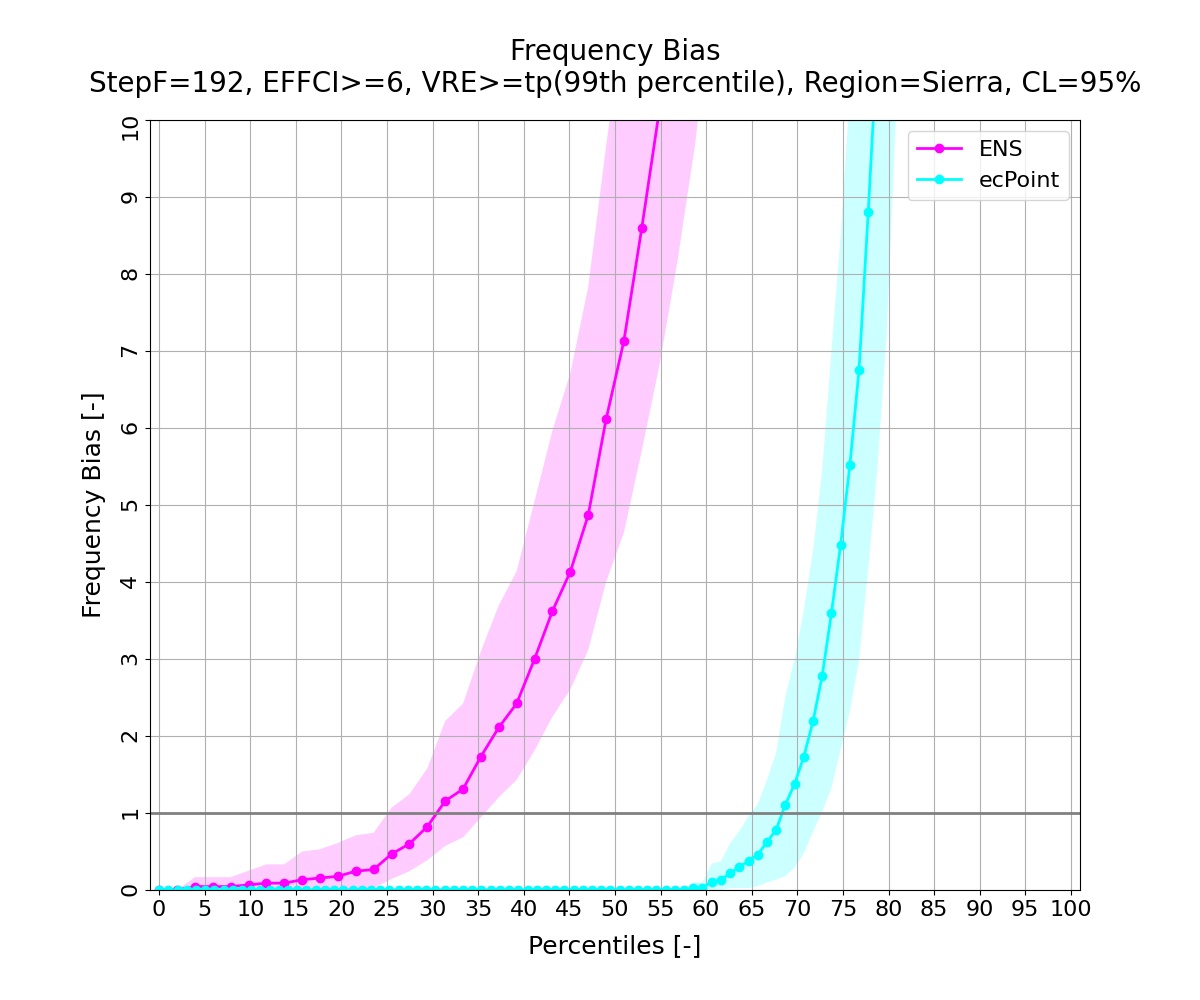 Frequency Bias
StepF=192, EFFCI>=6, VRE>=tp(99th percentile), Region=Sierra, CL=95%
10
9
8
7
6
5
4
3
2
1
0
Frequency Bias [-]
ENS
ecPoint
0 5 10 15 20 25 30 35 40 45 50 55 60 65 70 75 80 85 90 95 100
Percentiles [-]